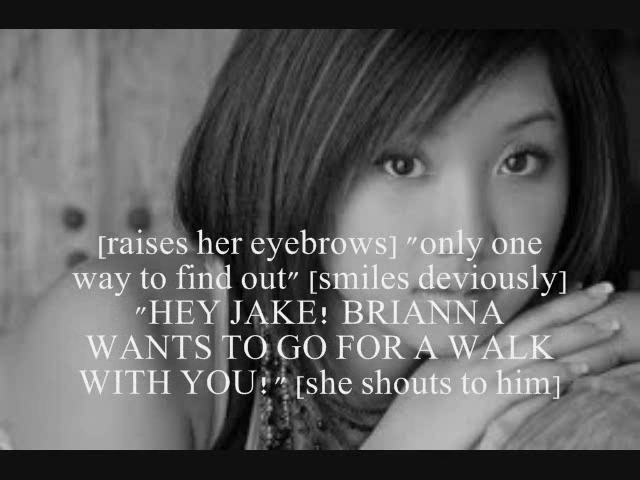 [raises her eyebrows] "only one
way to find out" [smiles deviously]
"HEY JAKE! BRIANNA
WANTS TO GO FOR A WALK
WITH YOU!" [she shouts to him]